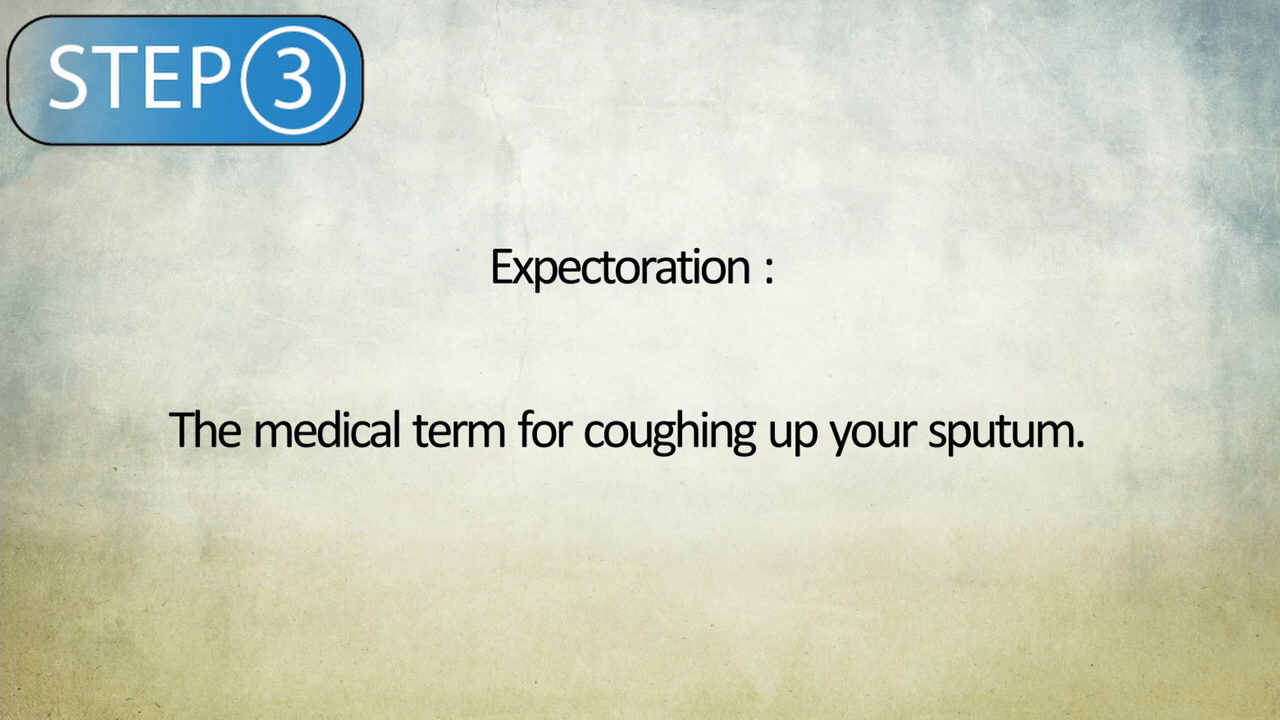 STEP 3
Expectoration :
The medical term for coughing up your sputum.